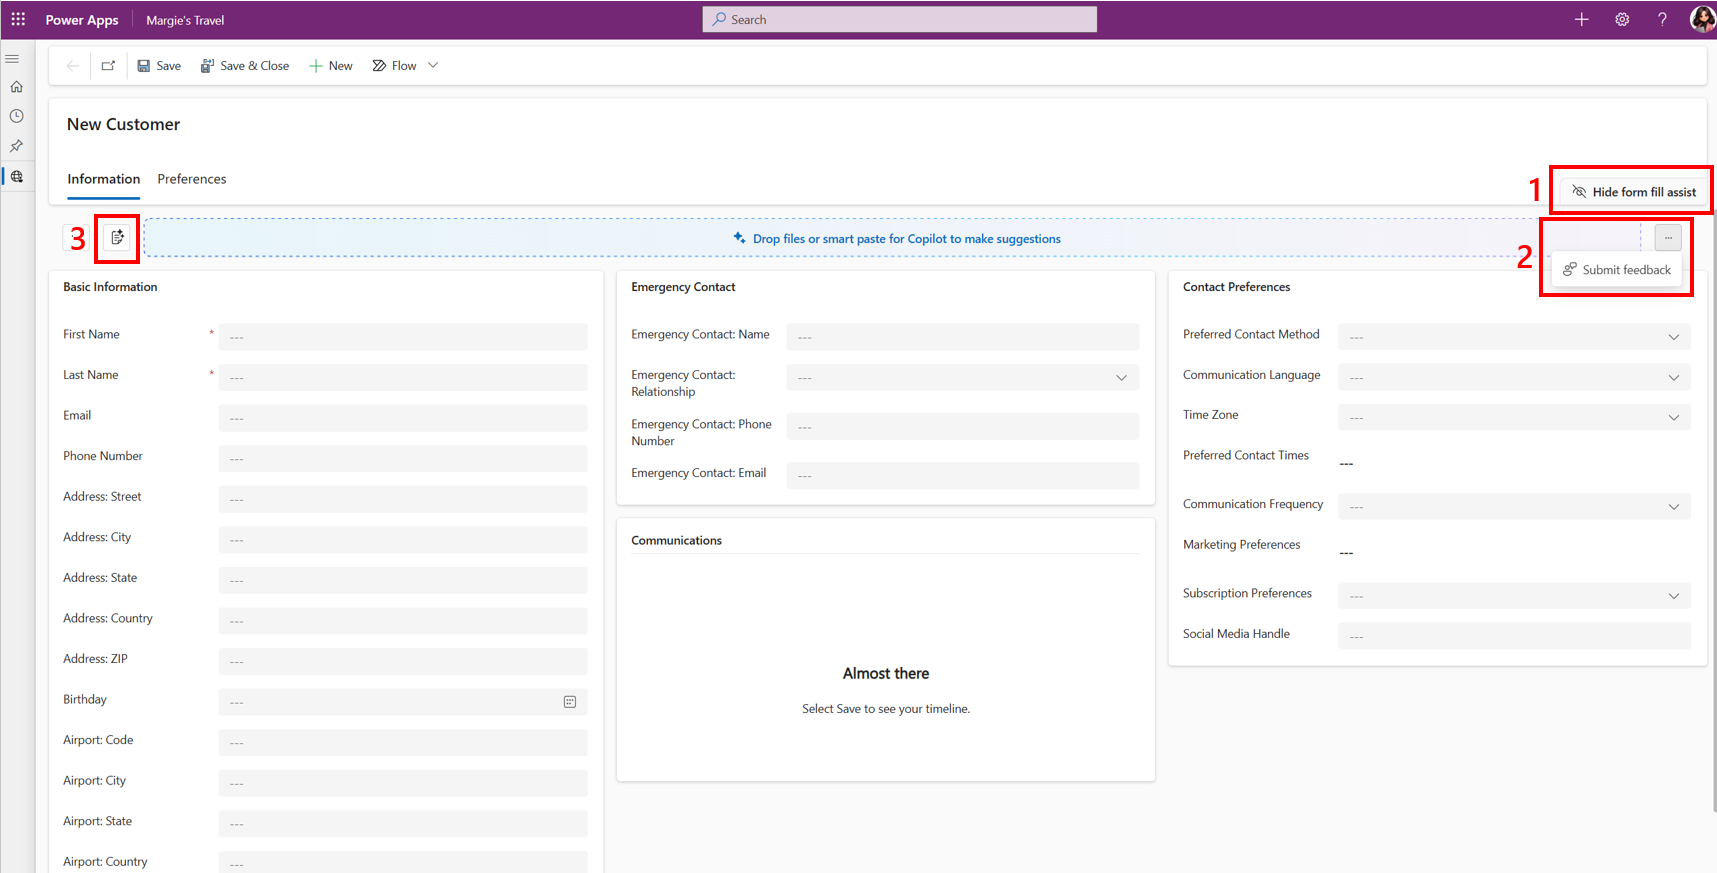 Power Apps
Margie's Travel
Search
Save
Save & Close
New
Flow
New Customer
Information
Preferences
1
Hide form fill assist
3
Drop files or smart paste for Copilot to make suggestions
...
2
Submit feedback
Basic Information
First Name
*
---
Last Name
*
---
Email
---
Phone Number
---
Address: Street
---
Address: City
---
Address: State
---
Address: Country
---
Address: ZIP
---
Birthday
---
Airport: Code
---
Airport: City
---
Airport: State
---
Airport: Country
---
Emergency Contact
Emergency Contact: Name
---
Emergency Contact:
Relationship
---
Emergency Contact: Phone
Number
---
Emergency Contact: Email
---
Communications
Almost there
Select Save to see your timeline.
Contact Preferences
Preferred Contact Method
---
Communication Language
---
Time Zone
---
Preferred Contact Times
---
Communication Frequency
---
Marketing Preferences
---
Subscription Preferences
---
Social Media Handle
---